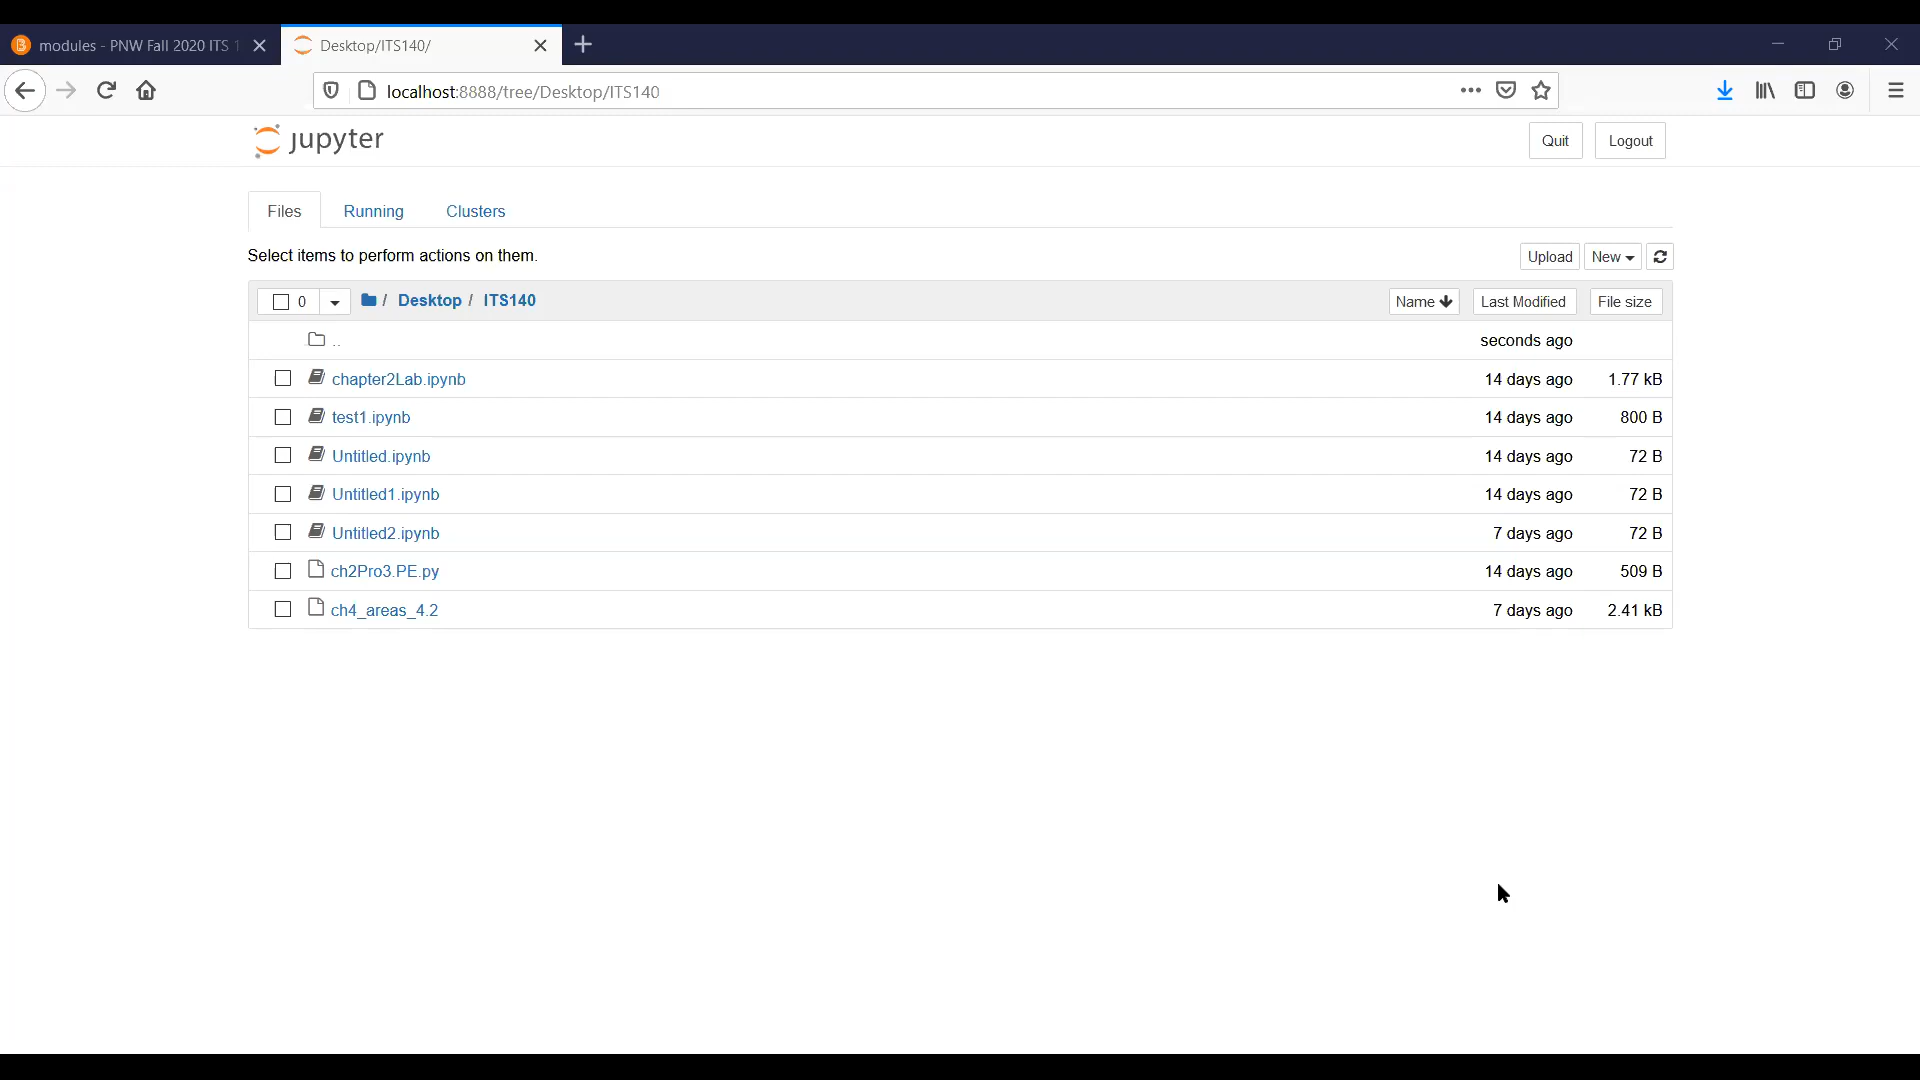 modules - PNW Fall 2020 ITS 1
Desktop/ITS140/
localhost:8888/tree/Desktop/ITS140
jupyter
Quit
Logout
Files
Running
Clusters
Select items to perform actions on them.
Upload
New
0
/ Desktop / ITS140
Name
Last Modified
File size
..
seconds ago
chapter2Lab.ipynb 14 days ago 1.77 kB
test1.ipynb 14 days ago 800 B
Untitled.ipynb 14 days ago 72 B
Untitled1.ipynb 14 days ago 72 B
Untitled2.ipynb 7 days ago 72 B
ch2Pro3.PE.py 14 days ago 509 B
ch4_areas_4.2 7 days ago 2.41 kB